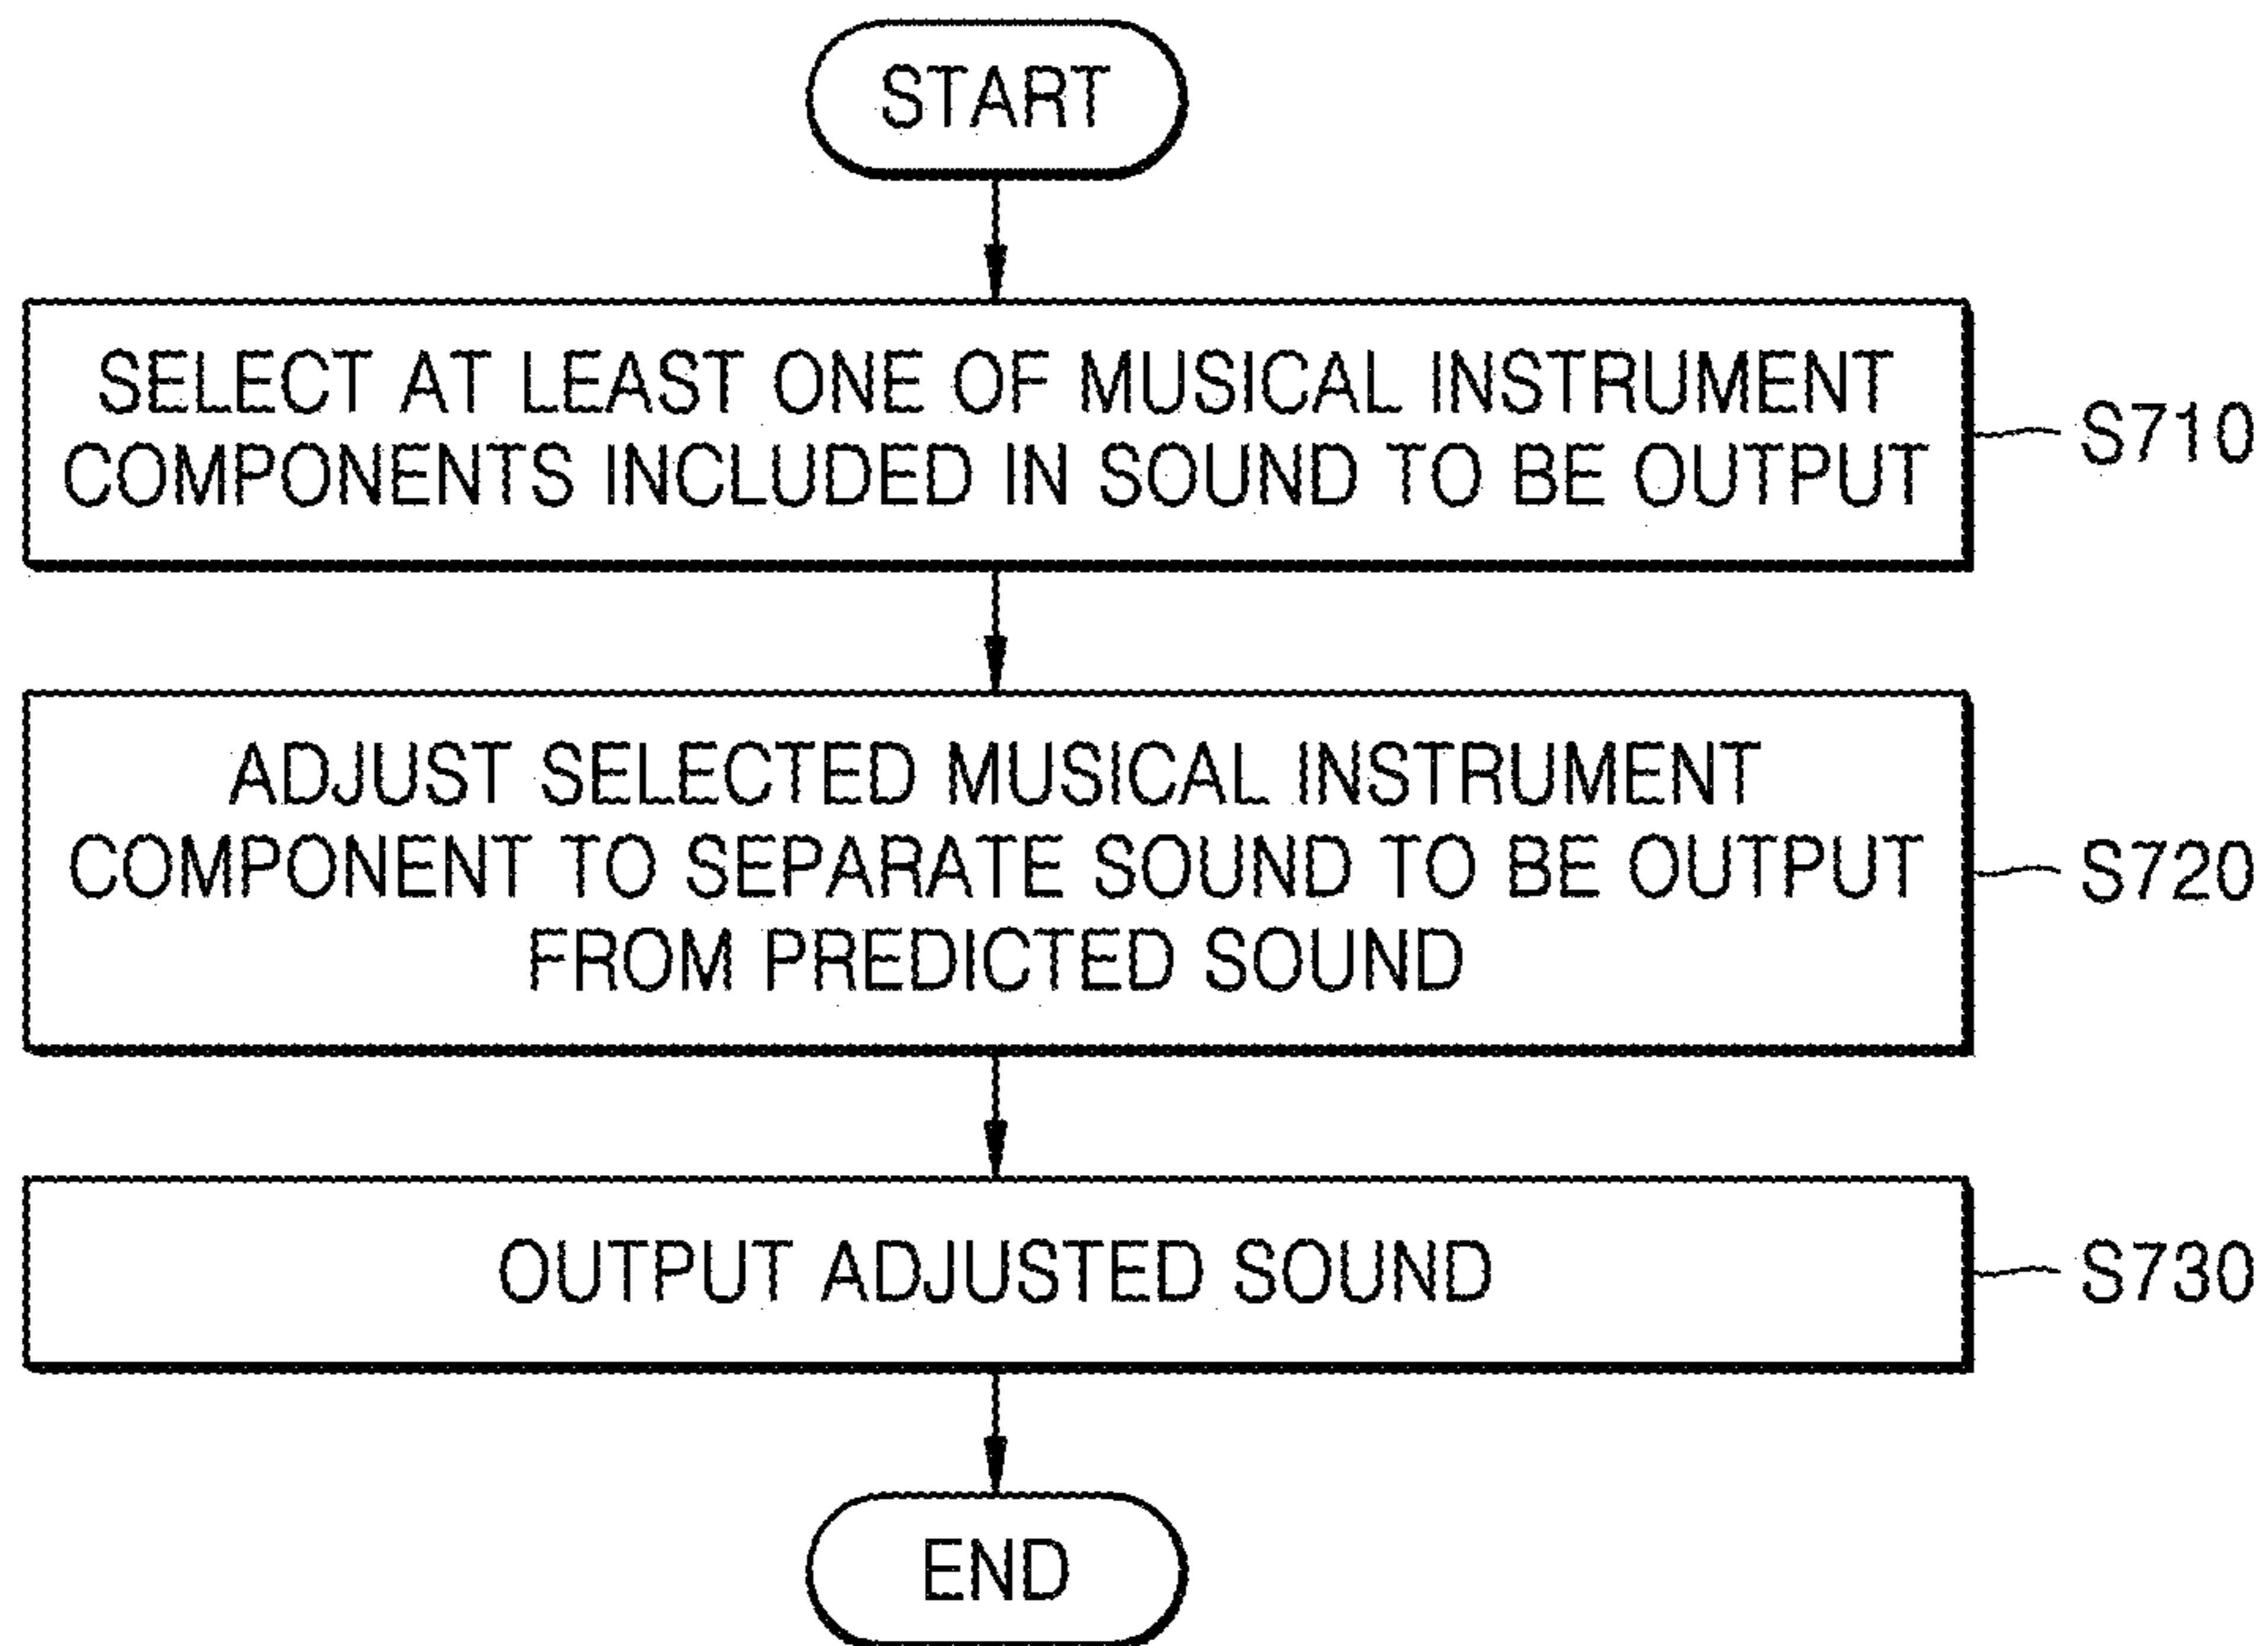 START
SELECT AT LEAST ONE OF MUSICAL INSTRUMENT
COMPONENTS INCLUDED IN SOUND TO BE OUTPUT
S710
ADJUST SELECTED MUSICAL INSTRUMENT
COMPONENT TO SEPARATE SOUND TO BE OUTPUT
FROM PREDICTED SOUND
S720
OUTPUT ADJUSTED SOUND
S730
END